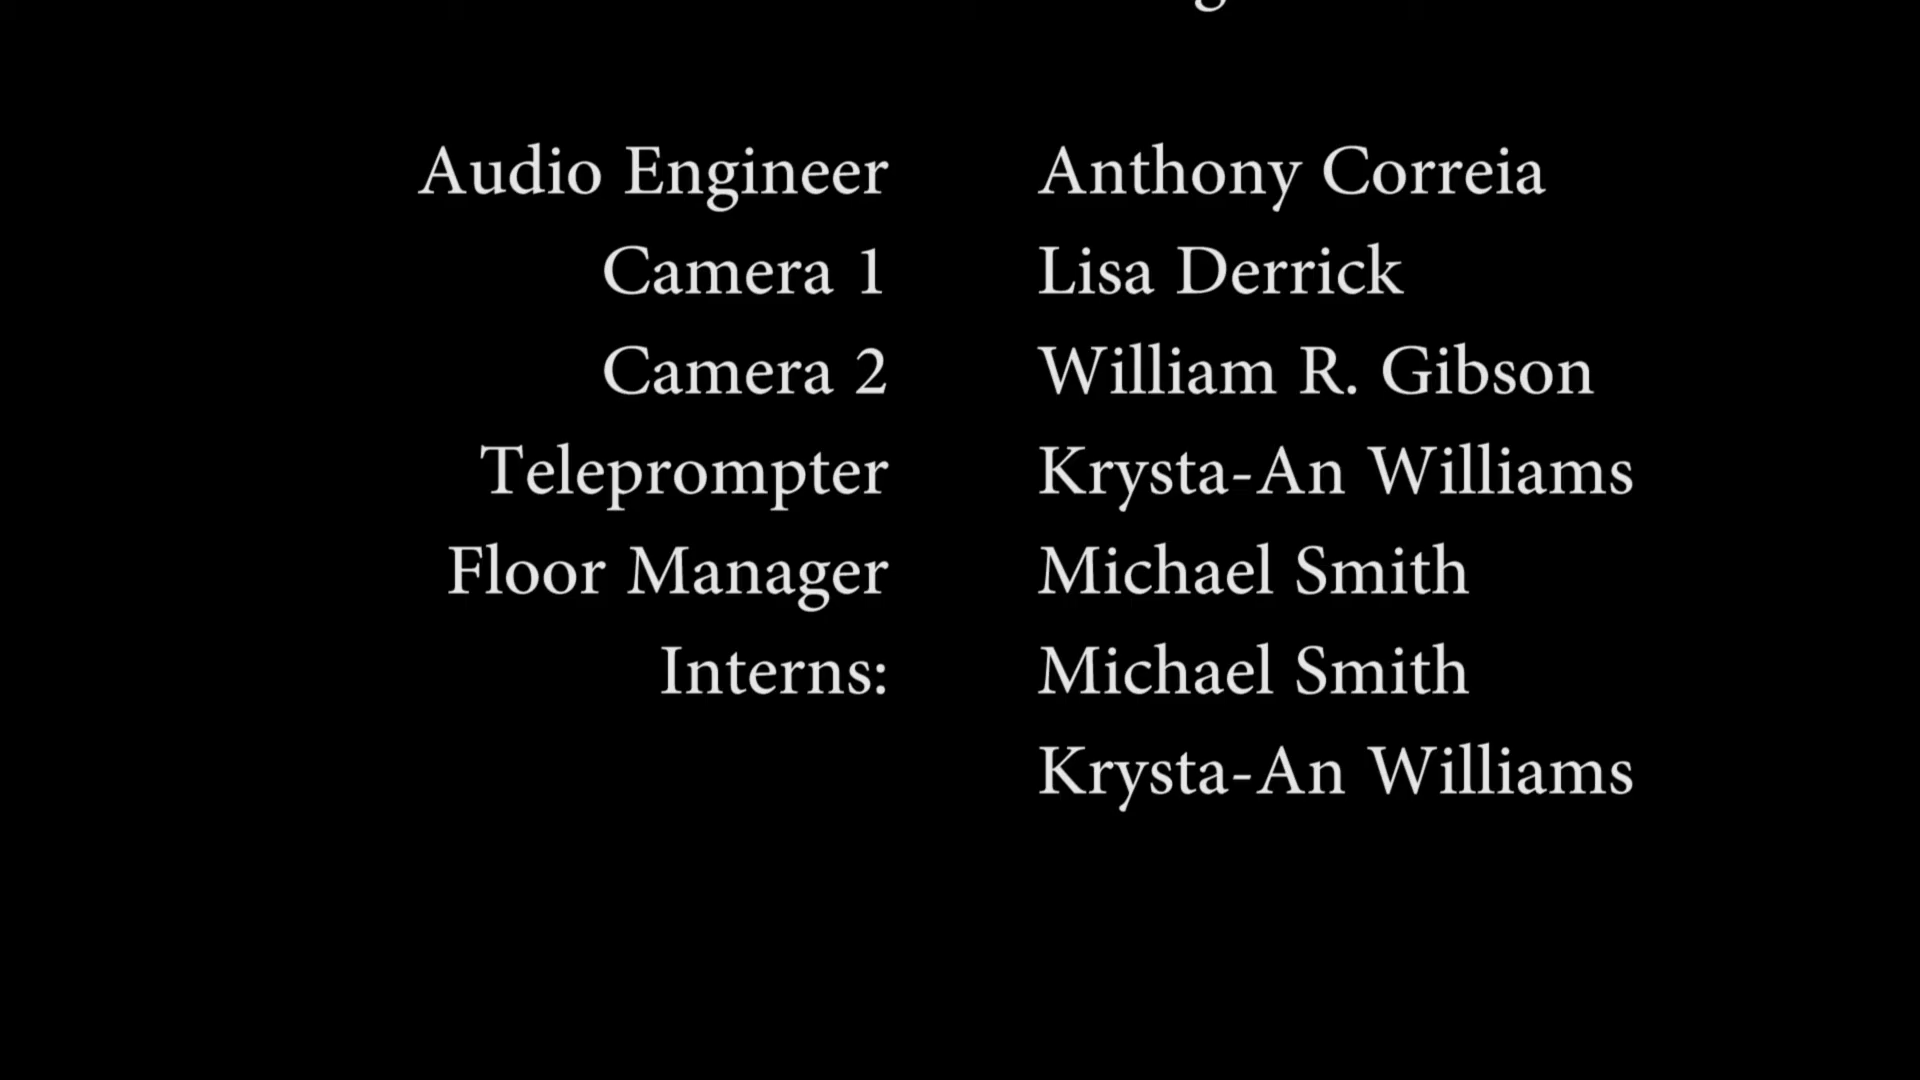 Audio Engineer Anthony Correia
Camera 1 Lisa Derrick
Camera 2 William R. Gibson
Teleprompter Krysta-An Williams
Floor Manager Michael Smith
Interns: Michael Smith
Krysta-An Williams